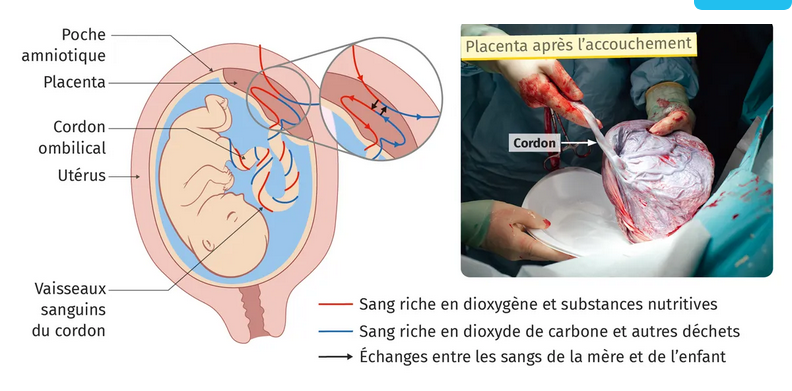 Poche
amniotique
Placenta
Cordon
ombilical
Utérus
Vaisseaux
sanguins
du cordon
Placenta après l'accouchement
Cordon
Sang riche en dioxygène et substances nutritives
Sang riche en dioxyde de carbone et autres déchets
Échanges entre les sangs de la mère et de l'enfant